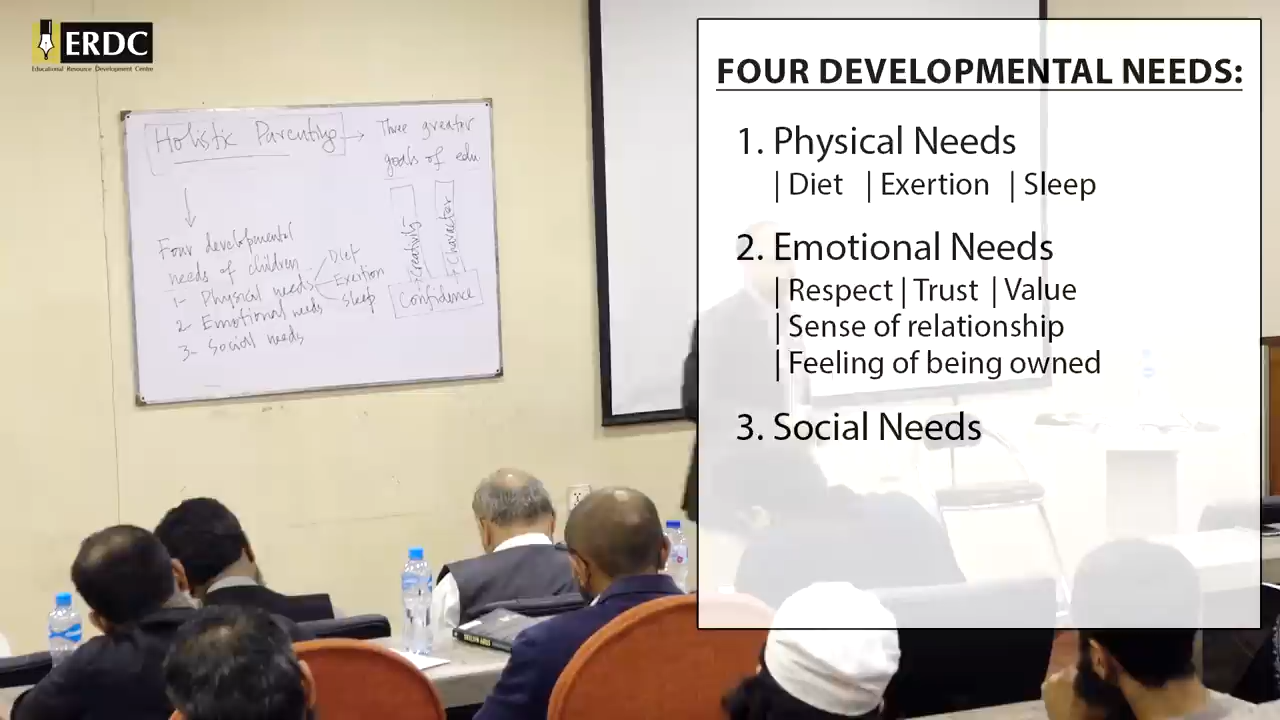 ERDC
Educational Resource Development Centre
Holistic Parenting → Three greater
goals of edu
Four developmental
needs of children
1- Physical needs
Diet
Exertion
Sleep
2- Emotional needs
3- Social needs
Creativity
Character
Confidence
FOUR DEVELOPMENTAL NEEDS:
1. Physical Needs
| Diet | Exertion | Sleep
2. Emotional Needs
| Respect | Trust | Value
| Sense of relationship
| Feeling of being owned
3. Social Needs